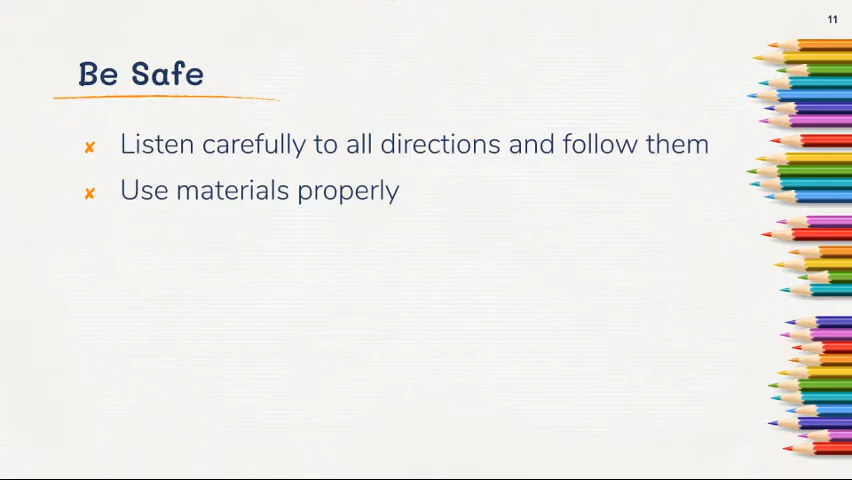 11
Be Safe
✘ Listen carefully to all directions and follow them
✘ Use materials properly